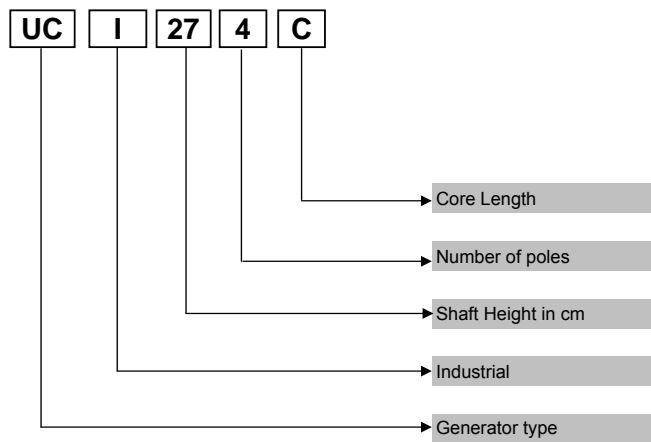 UC I 27 4 C
Core Length
Number of poles
Shaft Height in cm
Industrial
Generator type